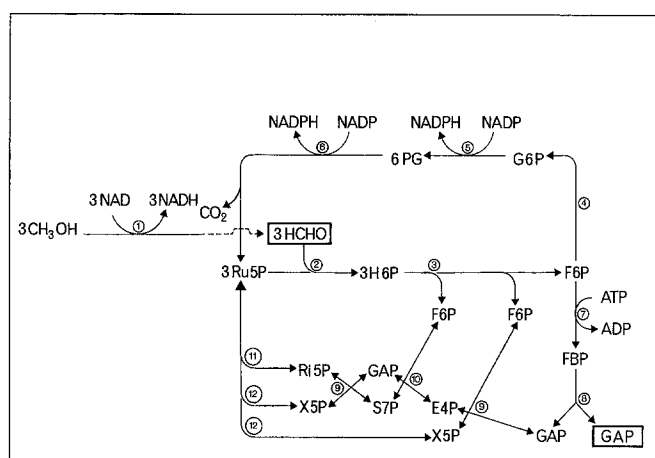 NADPH NADP NADPH NADP
⑥ ⑤
6PG G6P
3NAD 3NADH CO₂ ④
3CH₃OH ① 3HCHO
② ③
3Ru5P 3H6P F6P
ATP
F6P F6P ⑦
ADP
FBP
⑪ Ri5P GAP ⑩
⑨ ⑧
⑫ X5P S7P E4P ⑨
⑫ X5P GAP GAP